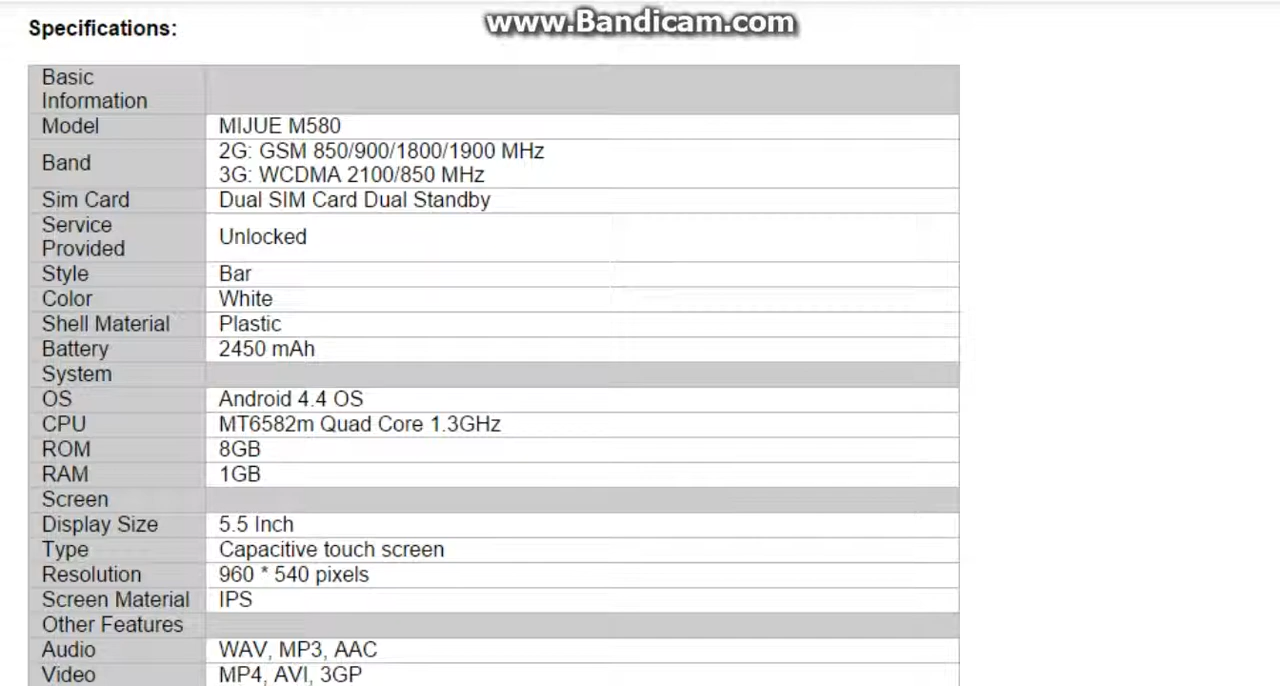 www.Bandicam.com
Specifications:
Basic
Information
Model MIJUE M580
Band 2G: GSM 850/900/1800/1900 MHz
3G: WCDMA 2100/850 MHz
Sim Card Dual SIM Card Dual Standby
Service
Provided Unlocked
Style Bar
Color White
Shell Material Plastic
Battery 2450 mAh
System
OS Android 4.4 OS
CPU MT6582m Quad Core 1.3GHz
ROM 8GB
RAM 1GB
Screen
Display Size 5.5 Inch
Type Capacitive touch screen
Resolution 960 * 540 pixels
Screen Material IPS
Other Features
Audio WAV, MP3, AAC
Video MP4, AVI, 3GP